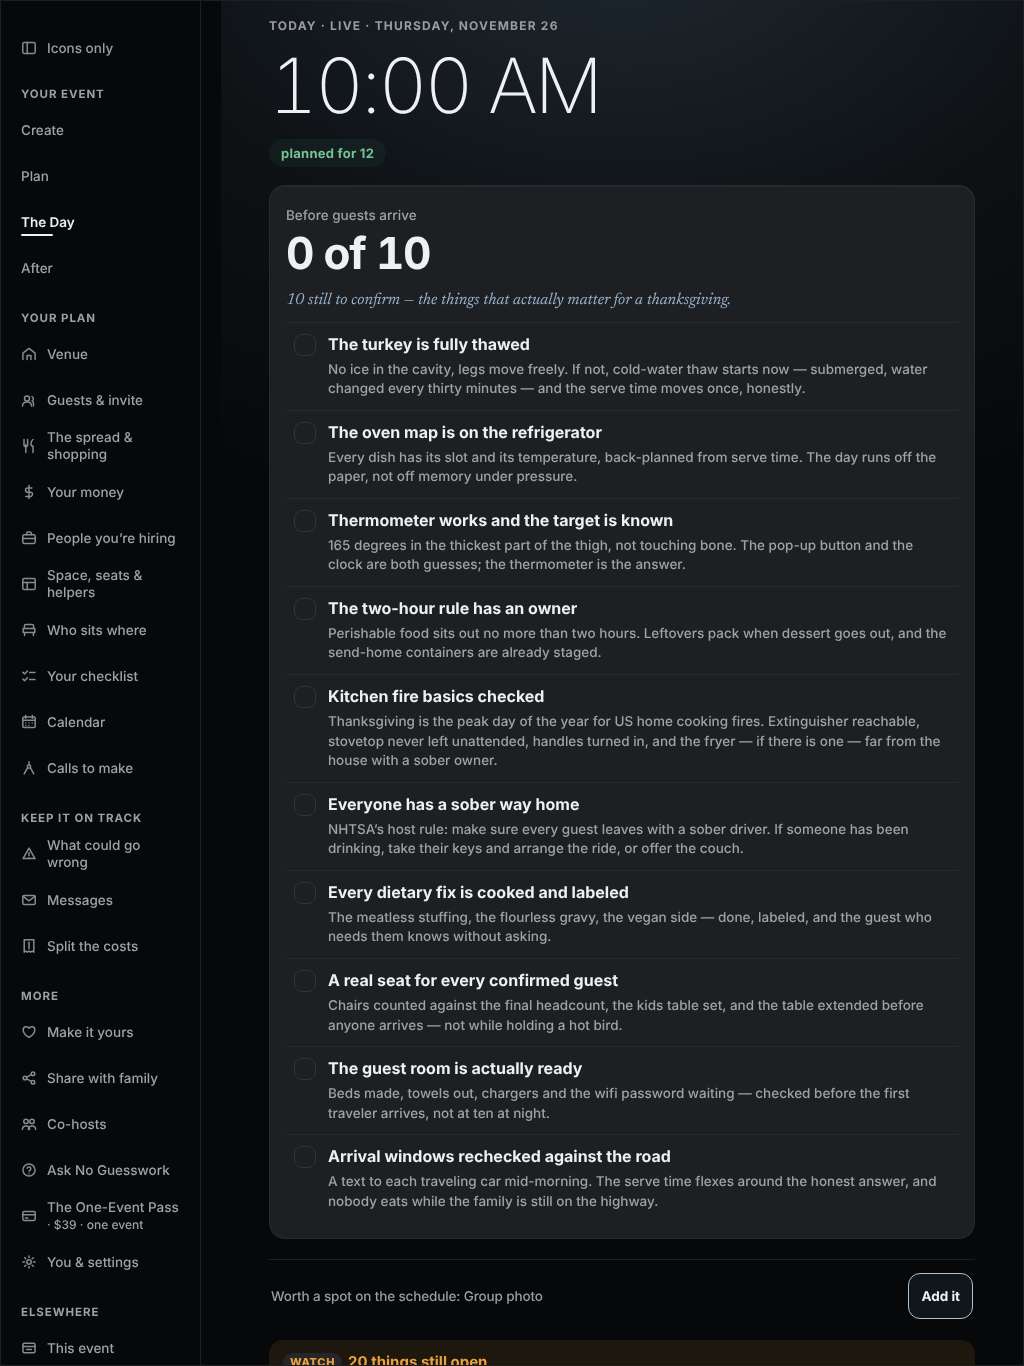 Icons only
YOUR EVENT
Create
Plan
The Day
After
YOUR PLAN
Venue
Guests & invite
The spread &
shopping
Your money
People you’re hiring
Space, seats &
helpers
Who sits where
Your checklist
Calendar
Calls to make
KEEP IT ON TRACK
What could go
wrong
Messages
Split the costs
MORE
Make it yours
Share with family
Co-hosts
Ask No Guesswork
The One-Event Pass
· $39 · one event
You & settings
ELSEWHERE
This event
TODAY · LIVE · THURSDAY, NOVEMBER 26
10:00 AM
planned for 12
Before guests arrive
0 of 10
10 still to confirm — the things that actually matter for a thanksgiving.
The turkey is fully thawed
No ice in the cavity, legs move freely. If not, cold-water thaw starts now — submerged, water
changed every thirty minutes — and the serve time moves once, honestly.
The oven map is on the refrigerator
Every dish has its slot and its temperature, back-planned from serve time. The day runs off the
paper, not off memory under pressure.
Thermometer works and the target is known
165 degrees in the thickest part of the thigh, not touching bone. The pop-up button and the
clock are both guesses; the thermometer is the answer.
The two-hour rule has an owner
Perishable food sits out no more than two hours. Leftovers pack when dessert goes out, and the
send-home containers are already staged.
Kitchen fire basics checked
Thanksgiving is the peak day of the year for US home cooking fires. Extinguisher reachable,
stovetop never left unattended, handles turned in, and the fryer — if there is one — far from the
house with a sober owner.
Everyone has a sober way home
NHTSA’s host rule: make sure every guest leaves with a sober driver. If someone has been
drinking, take their keys and arrange the ride, or offer the couch.
Every dietary fix is cooked and labeled
The meatless stuffing, the flourless gravy, the vegan side — done, labeled, and the guest who
needs them knows without asking.
A real seat for every confirmed guest
Chairs counted against the final headcount, the kids table set, and the table extended before
anyone arrives — not while holding a hot bird.
The guest room is actually ready
Beds made, towels out, chargers and the wifi password waiting — checked before the first
traveler arrives, not at ten at night.
Arrival windows rechecked against the road
A text to each traveling car mid-morning. The serve time flexes around the honest answer, and
nobody eats while the family is still on the highway.
Worth a spot on the schedule: Group photo
Add it
WATCH 20 things still open